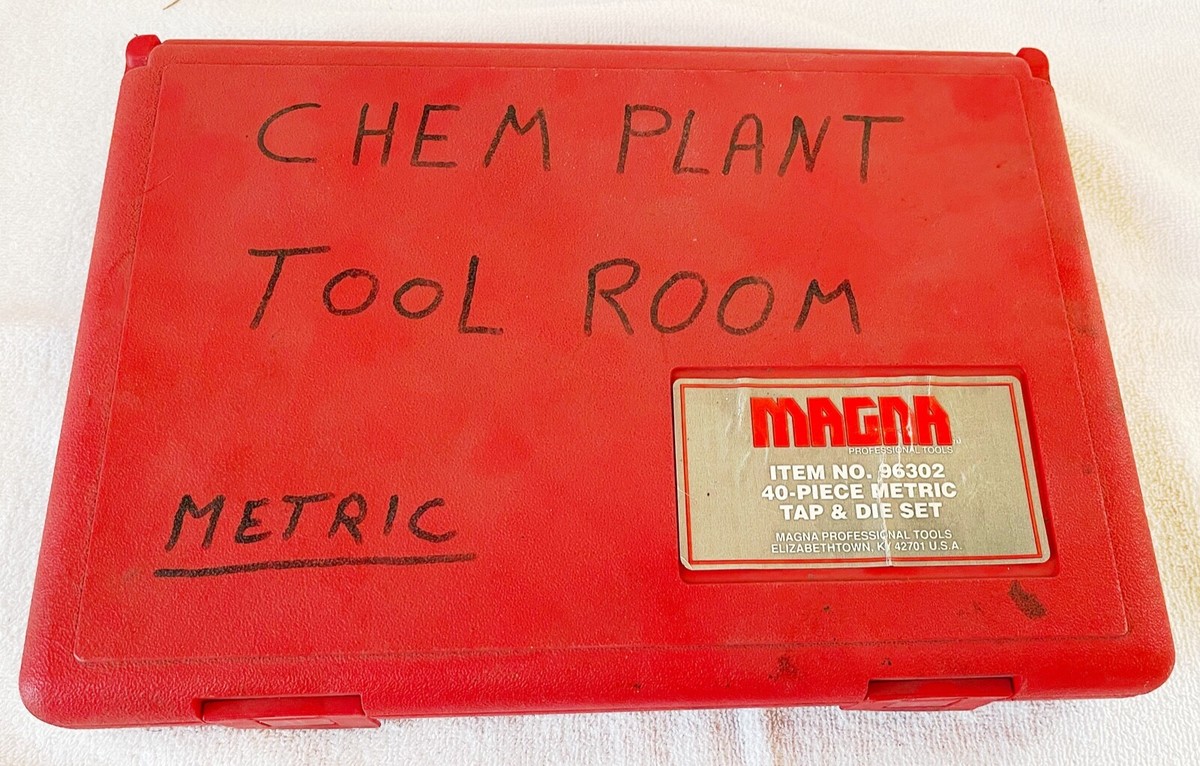 CHEM PLANT
TOOL ROOM
METRIC
MAGNA
PROFESSIONAL TOOLS
ITEM NO. 96302
40-PIECE METRIC
TAP & DIE SET
MAGNA PROFESSIONAL TOOLS
ELIZABETHTOWN, KY 42701 U.S.A.